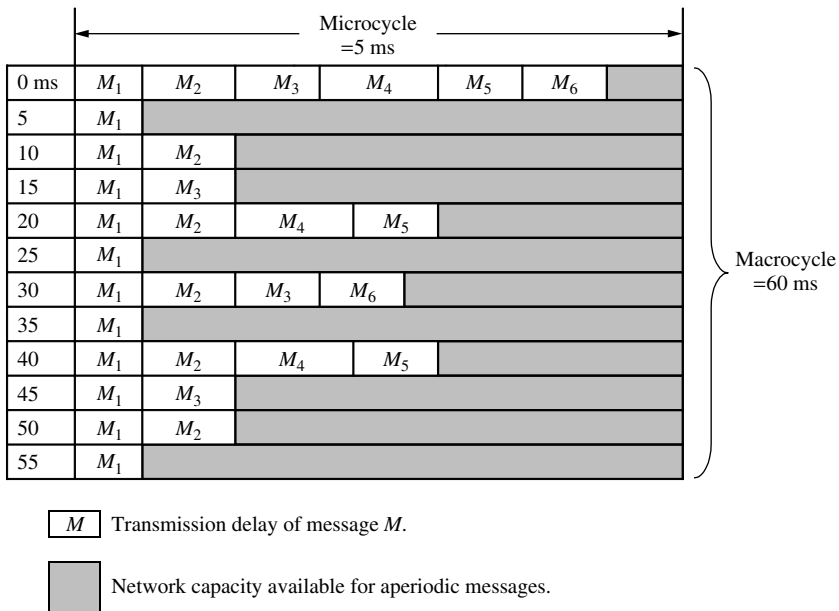 Microcycle
=5 ms
0 ms M₁ M₂ M₃ M₄ M₅ M₆
5 M₁
10 M₁ M₂
15 M₁ M₃
20 M₁ M₂ M₄ M₅
25 M₁
30 M₁ M₂ M₃ M₆
35 M₁
40 M₁ M₂ M₄ M₅
45 M₁ M₃
50 M₁ M₂
55 M₁
Macrocycle
=60 ms
M Transmission delay of message M.
Network capacity available for aperiodic messages.